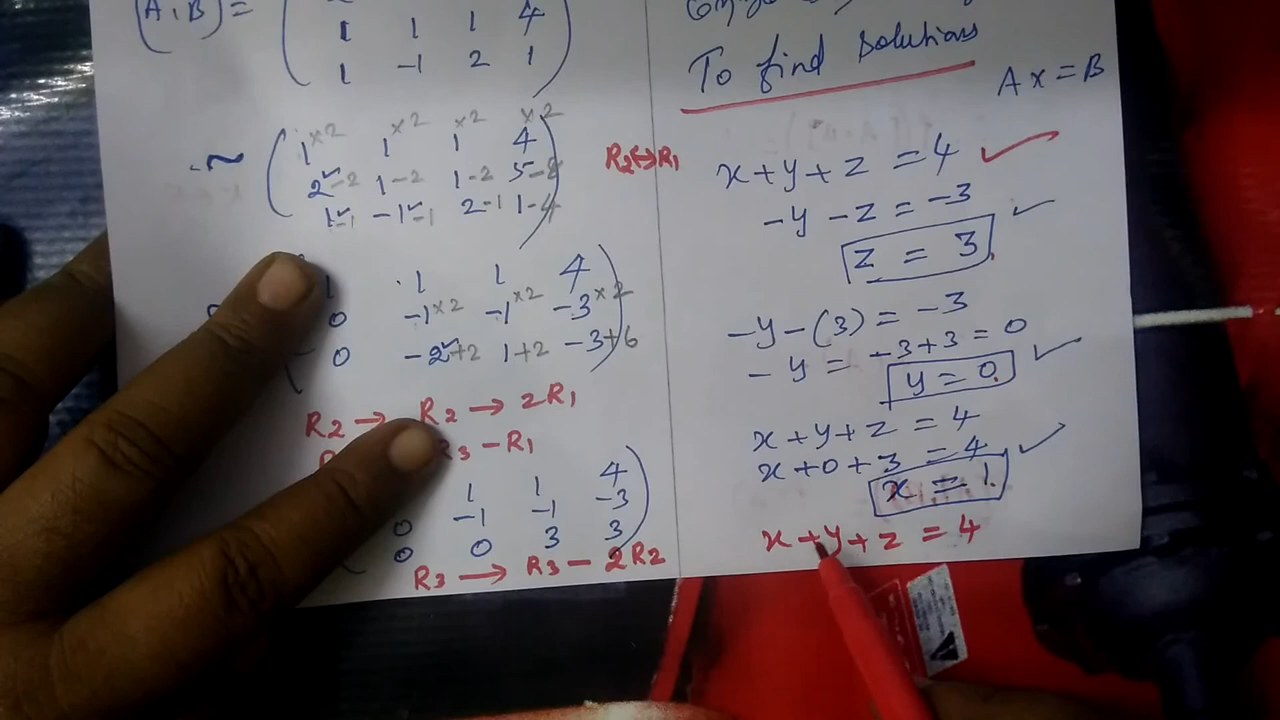 (A, B) =
1 1 1 4
1 -1 2 1
~ ( 1 ×2 1 ×2 1 ×2 4 ×2 ) R2↔R1
2 -2 1 -2 1 -2 5 -8
1 -1 -1 -1 2 -1 1 -4
1 1 1 4
0 -1 ×2 -1 ×2 -3 ×2
0 -2 +2 1 +2 -3 +6
R2 → R2 → 2R1
R3 - R1
1 1 4
0 -1 -1 -3
0 0 3 3
R3 → R3 - 2R2
To find solutions
AX = B
x + y + z = 4
-y - z = -3
z = 3
-y - (3) = -3
-y = -3 + 3 = 0
y = 0.
x + y + z = 4
x + 0 + 3 = 4
x = 1.
x + y + z = 4